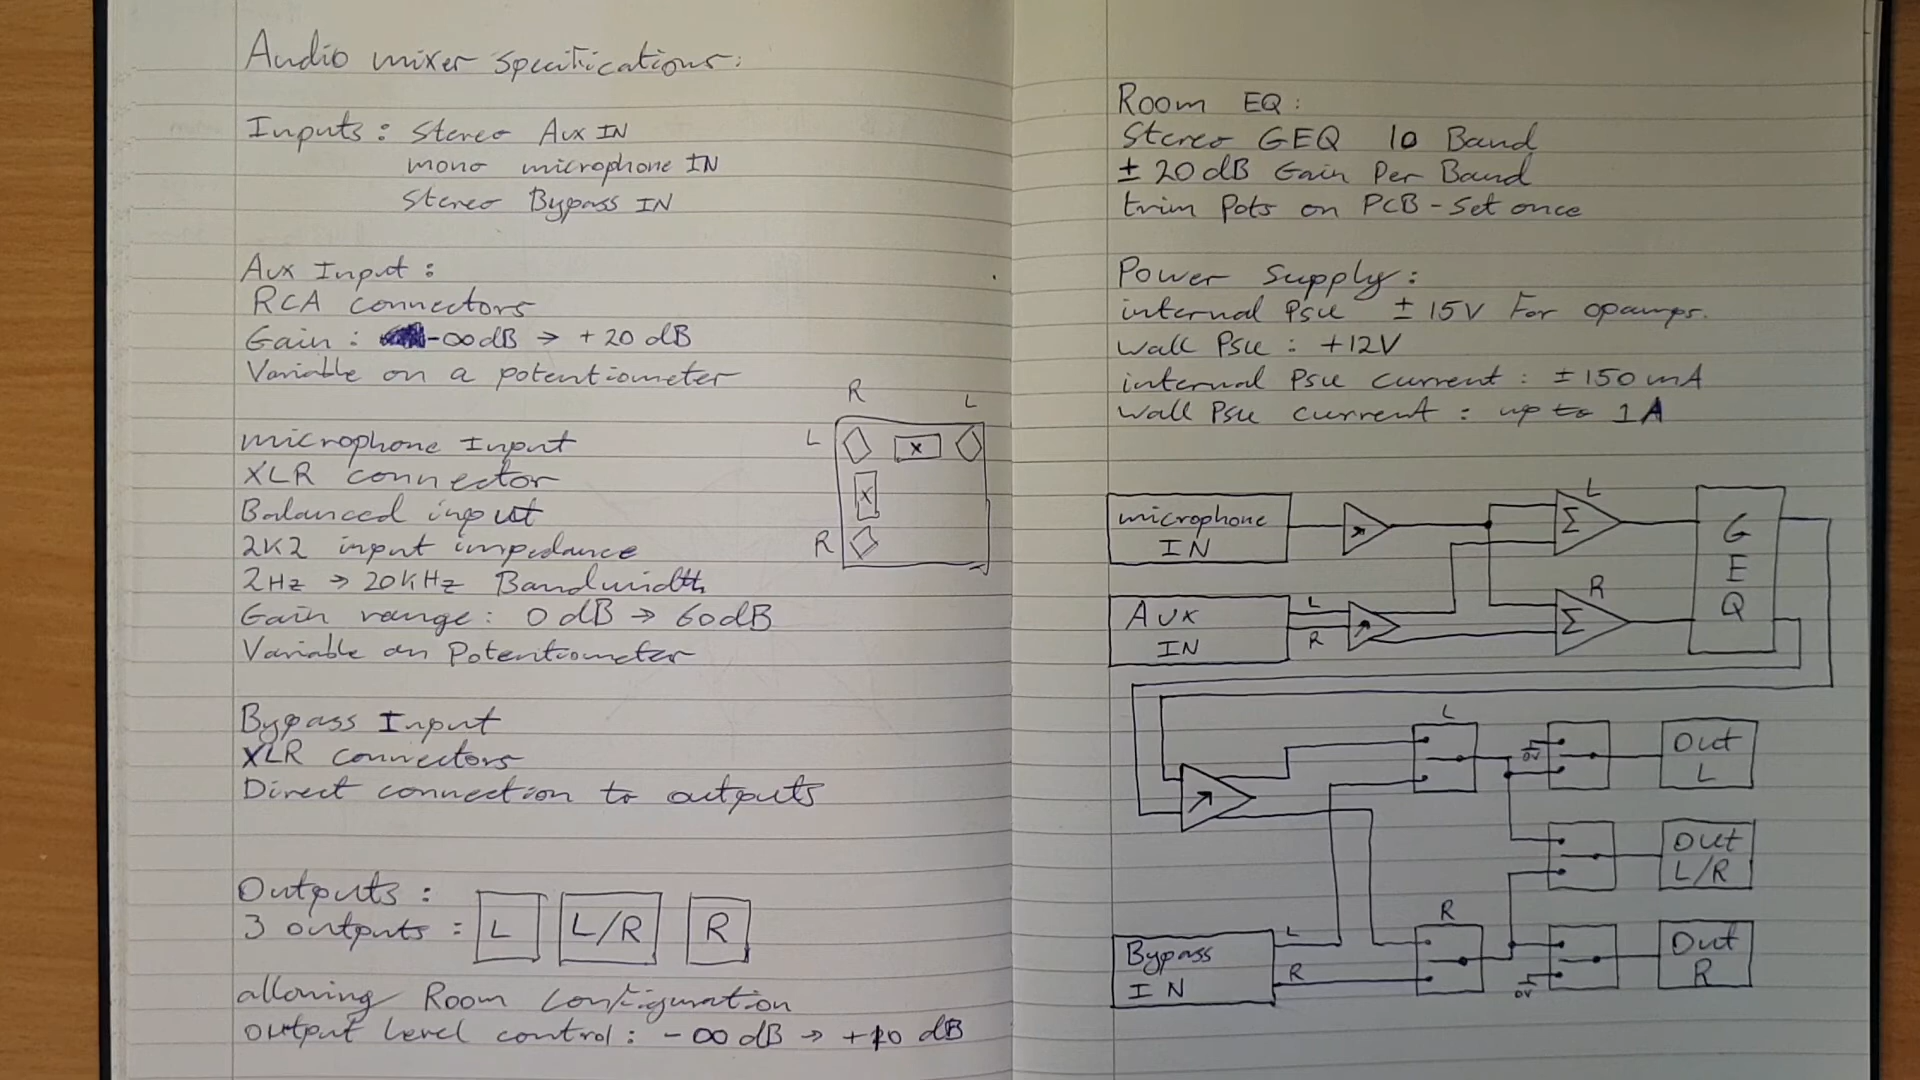 Audio mixer specifications:
Inputs: Stereo Aux IN
mono microphone IN
Stereo Bypass IN
Aux Input:
RCA connectors
Gain: -∞dB → +20 dB
Variable on a potentiometer
R
L
L
X
X
R
microphone Input
XLR connector
Balanced input
2K2 input impedance
2Hz → 20KHz Bandwidth
Gain range: 0dB → 60dB
Variable on Potentiometer
Bypass Input
XLR connectors
Direct connection to outputs
Outputs:
3 outputs: L L/R R
allowing Room Configuration
output level control: -∞dB → +10 dB
Room EQ:
Stereo GEQ 10 Band
± 20dB Gain Per Band
trim Pots on PCB - Set once
Power Supply:
internal Psu ± 15V For opamps.
Wall Psu: +12V
internal Psu current: ±150mA
Wall Psu current: up to 1A
microphone
IN
L
Σ
GEQ
AUX
IN
L
R
R
Σ
L
0V
Out
L
Out
L/R
Bypass
IN
L
R
R
0V
Out
R